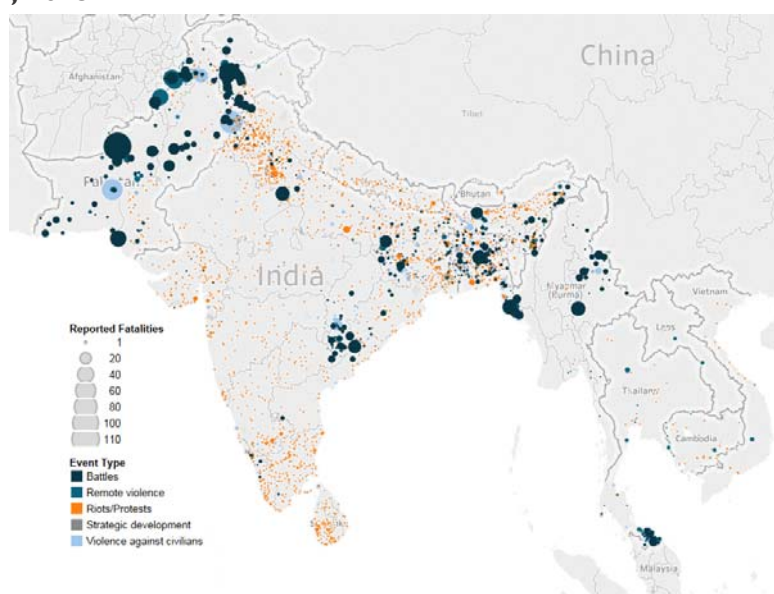 China
Afghanistan
Tibet
Bhutan
India
Myanmar
(Burma)
Vietnam
Laos
Thailand
Cambodia
Malaysia
Reported Fatalities
1
20
40
60
80
100
110
Event Type
Battles
Remote violence
Riots/Protests
Strategic development
Violence against civilians